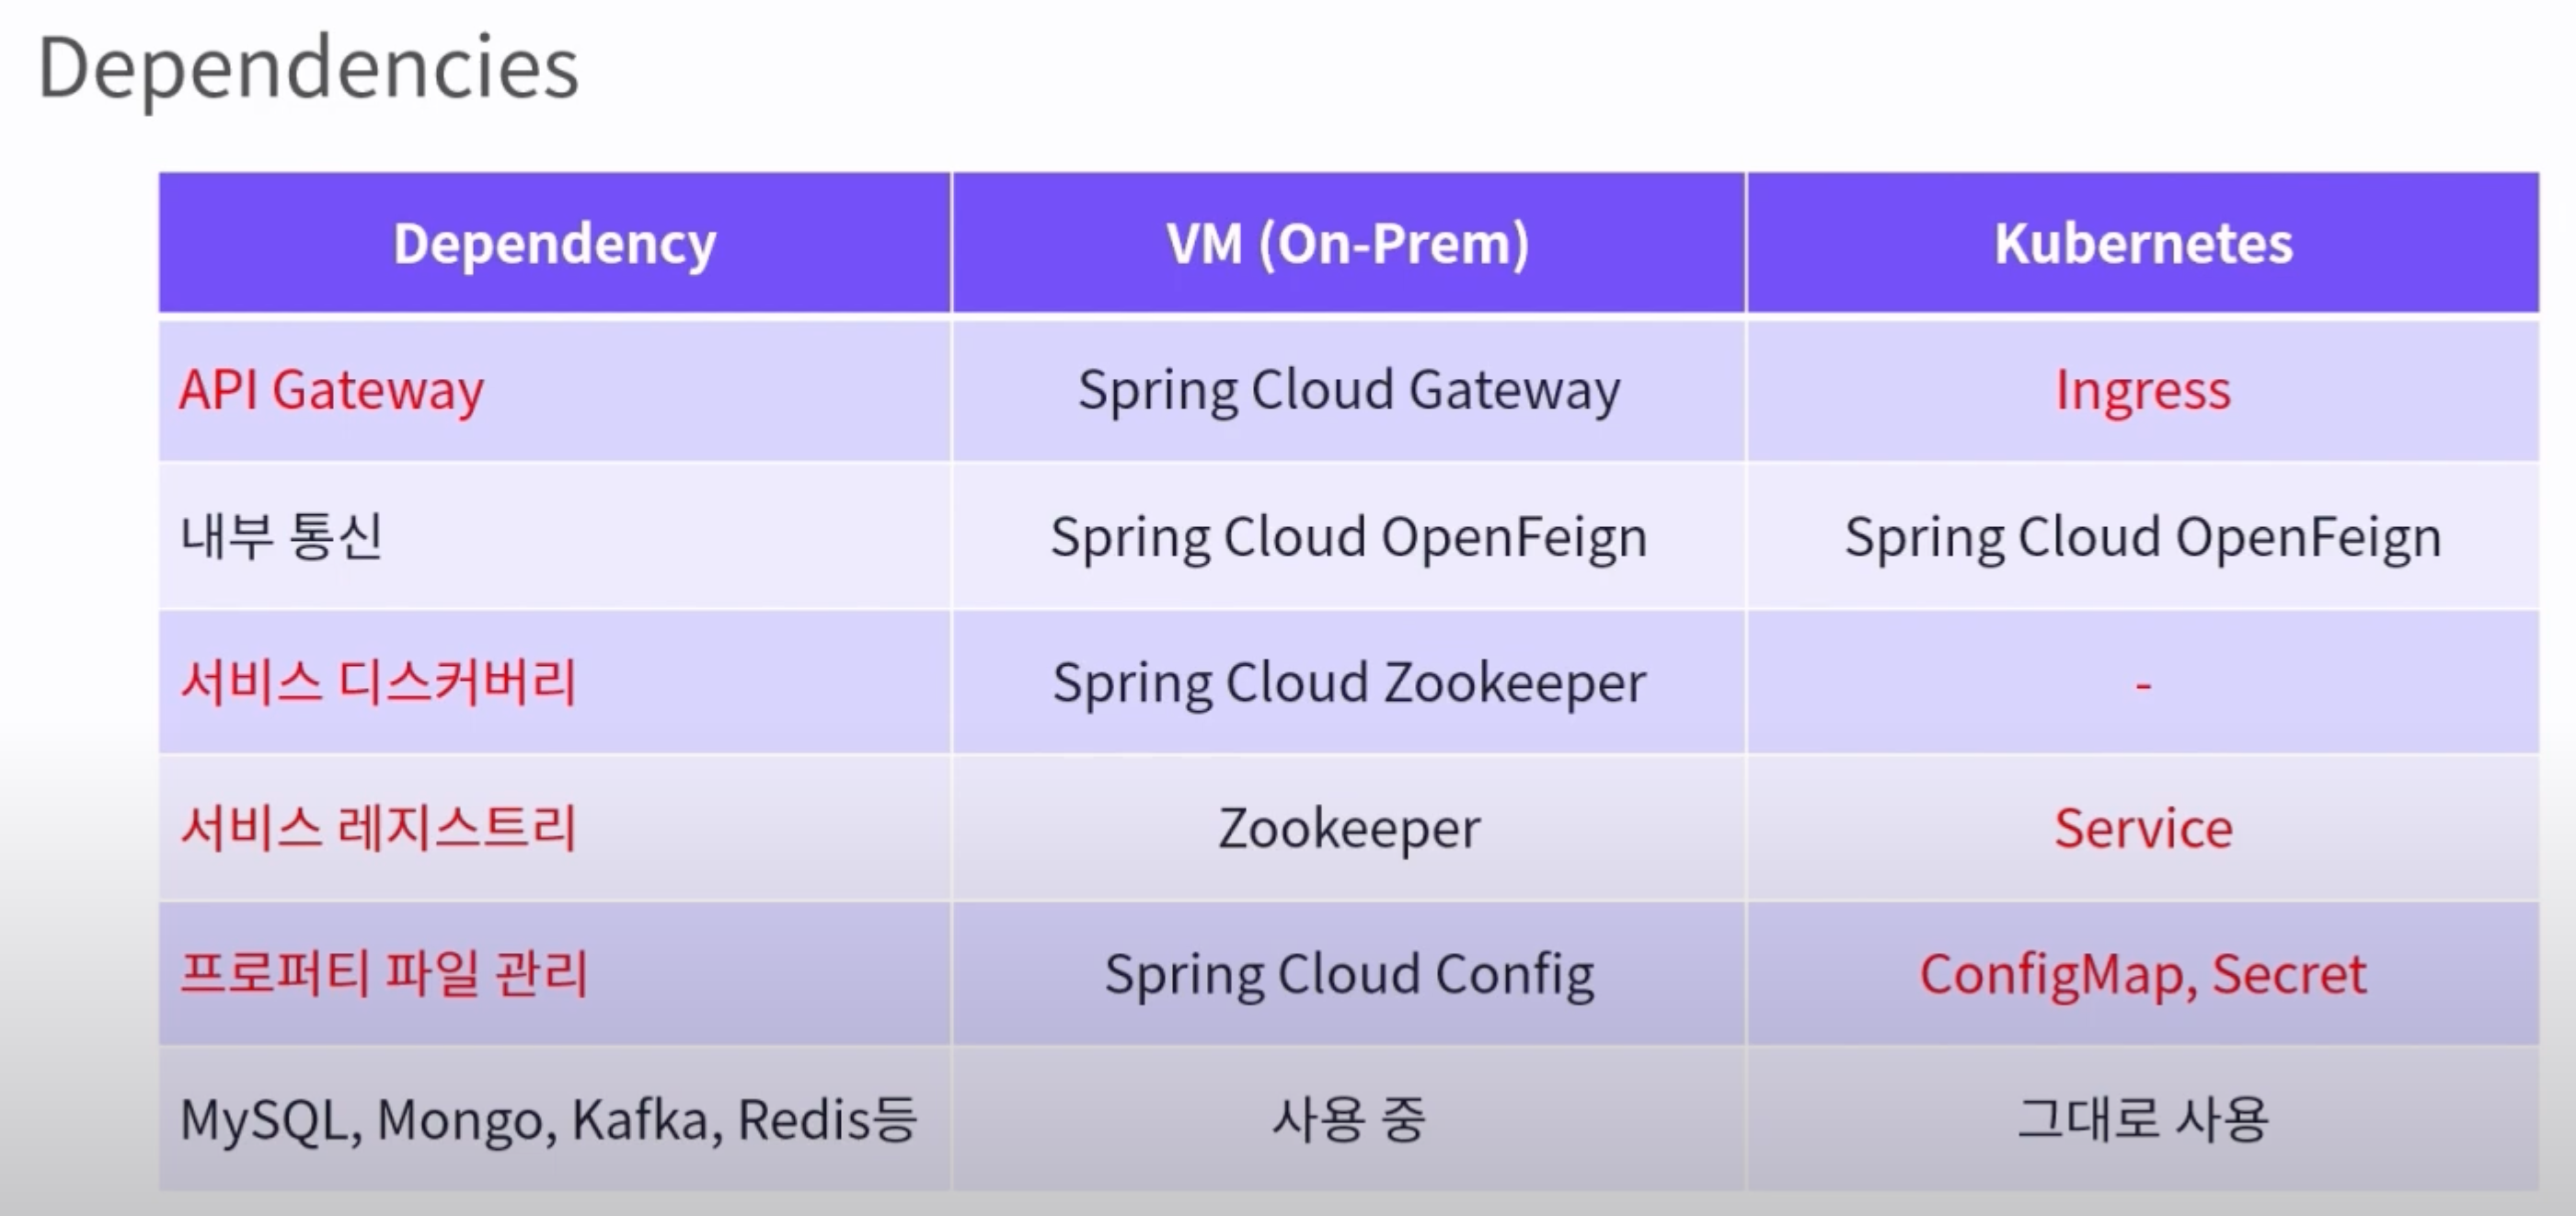 Dependencies
Dependency VM (On-Prem) Kubernetes
API Gateway Spring Cloud Gateway Ingress
내부 통신 Spring Cloud OpenFeign Spring Cloud OpenFeign
서비스 디스커버리 Spring Cloud Zookeeper -
서비스 레지스트리 Zookeeper Service
프로퍼티 파일 관리 Spring Cloud Config ConfigMap, Secret
MySQL, Mongo, Kafka, Redis등 사용 중 그대로 사용